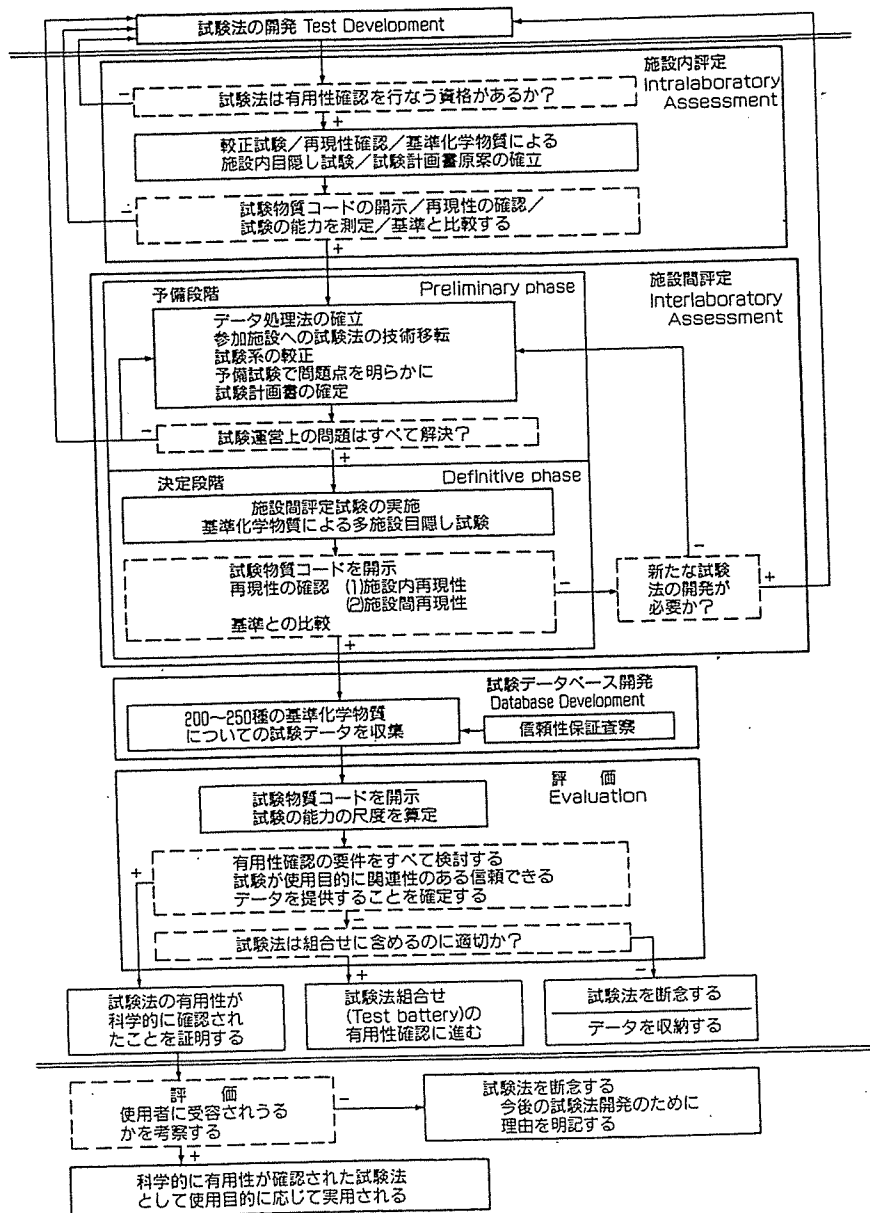 試験法の開発 Test Development
施設内評定
Intralaboratory
Assessment
−
試験法は有用性確認を行なう資格があるか?
+
較正試験/再現性確認/基準化学物質による
施設内目隠し試験/試験計画書原案の確立
−
試験物質コードの開示/再現性の確認/
試験の能力を測定/基準と比較する
+
施設間評定
Interlaboratory
Assessment
予備段階
Preliminary phase
データ処理法の確立
参加施設への試験法の技術移転
試験系の較正
予備試験で問題点を明らかに
試験計画書の確定
−
試験運営上の問題はすべて解決?
+
決定段階
Definitive phase
施設間評定試験の実施
基準化学物質による多施設目隠し試験
試験物質コードを開示
再現性の確認 (1)施設内再現性
(2)施設間再現性
基準との比較
−
+
−
新たな試験
法の開発が
必要か?
+
試験データベース開発
Database Development
200〜250種の基準化学物質
についての試験データを収集
信頼性保証査察
評 価
Evaluation
試験物質コードを開示
試験の能力の尺度を算定
+
有用性確認の要件をすべて検討する
試験が使用目的に関連性のある信頼できる
データを提供することを確定する
−
試験法は組合せに含めるのに適切か?
+
−
試験法の有用性が
科学的に確認され
たことを証明する
試験法組合せ
(Test battery)の
有用性確認に進む
試験法を断念する
データを収納する
評 価
使用者に受容されうる
かを考察する
−
+
試験法を断念する
今後の試験法開発のために
理由を明記する
科学的に有用性が確認された試験法
として使用目的に応じて実用される